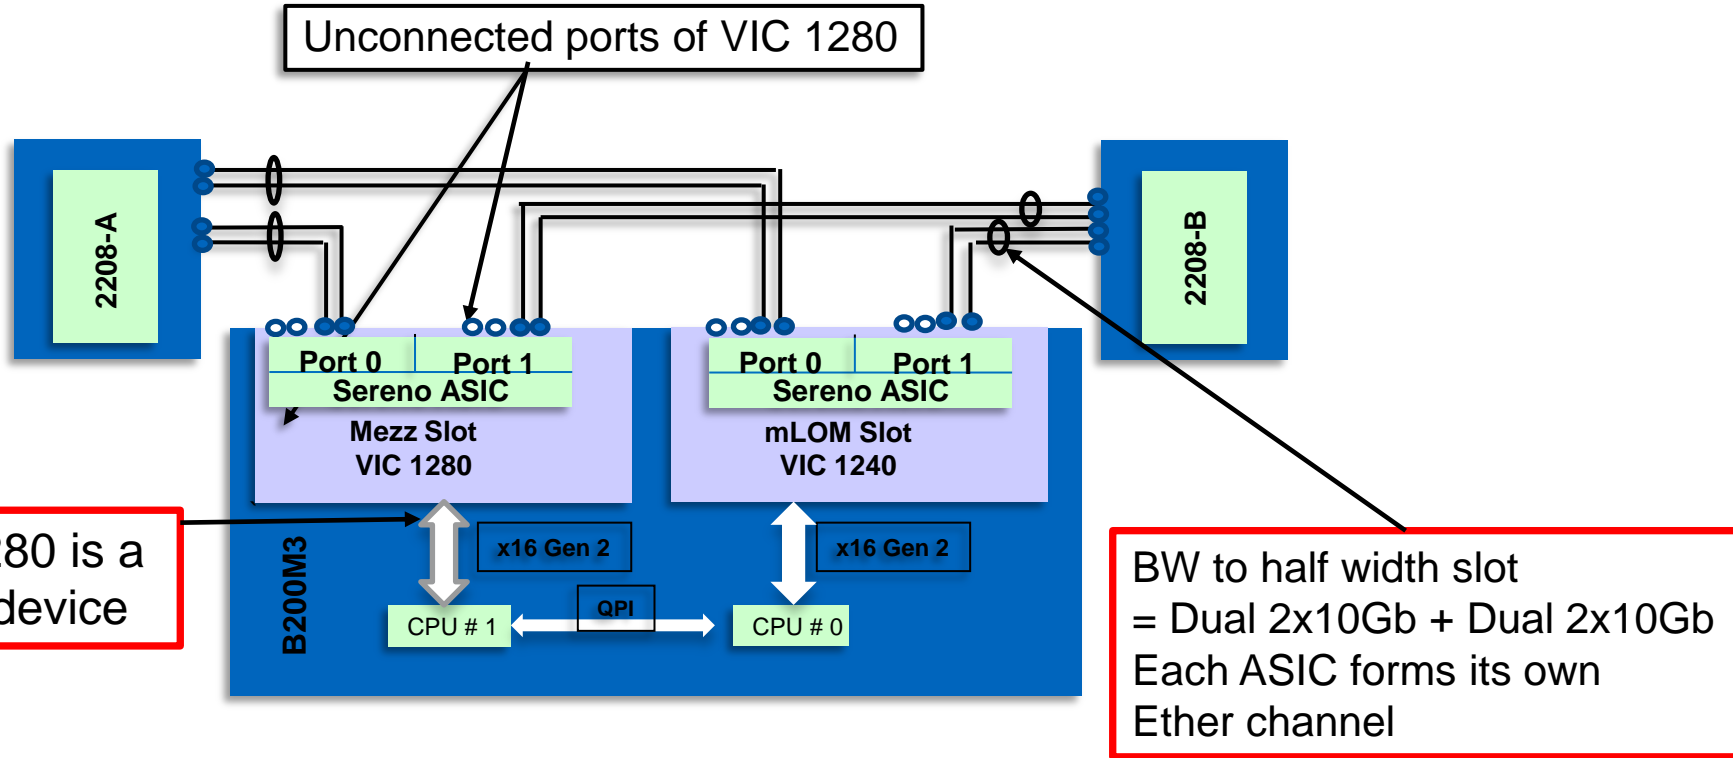 Unconnected ports of VIC 1280
2208-A
2208-B
Port 0
Port 1
Sereno ASIC
Mezz Slot
VIC 1280
Port 0
Port 1
Sereno ASIC
mLOM Slot
VIC 1240
280 is a
device
x16 Gen 2
x16 Gen 2
B200M3
QPI
CPU # 1
CPU # 0
BW to half width slot
= Dual 2x10Gb + Dual 2x10Gb
Each ASIC forms its own
Ether channel